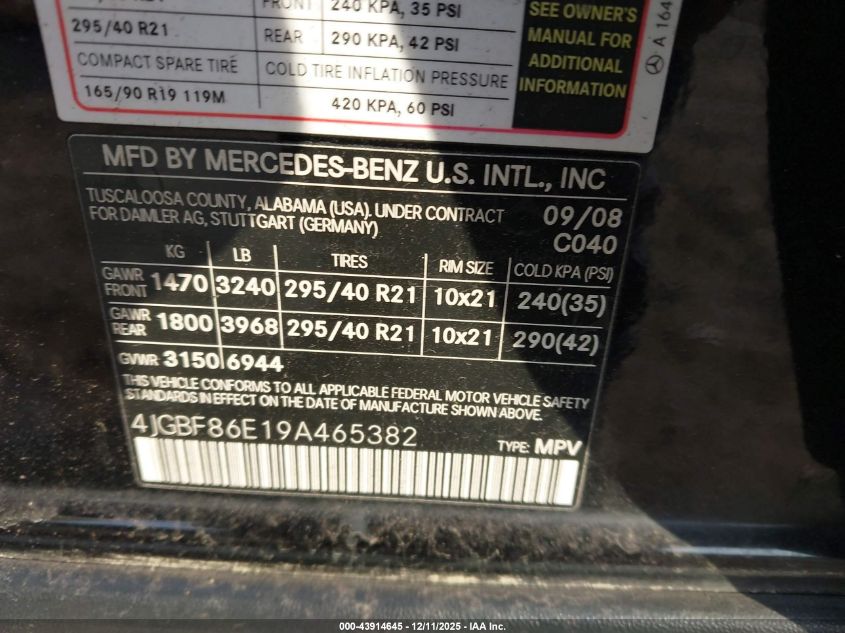 FRONT 240 KPA, 35 PSI
295/40 R21 REAR 290 KPA, 42 PSI
COMPACT SPARE TIRE COLD TIRE INFLATION PRESSURE
165/90 R19 119M 420 KPA, 60 PSI
SEE OWNER'S
MANUAL FOR
ADDITIONAL
INFORMATION
A 164
MFD BY MERCEDES-BENZ U.S. INTL., INC
TUSCALOOSA COUNTY, ALABAMA (USA). UNDER CONTRACT
FOR DAIMLER AG, STUTTGART (GERMANY)
09/08
C040
KG LB TIRES RIM SIZE COLD KPA (PSI)
GAWR FRONT 1470 3240 295/40 R21 10x21 240(35)
GAWR REAR 1800 3968 295/40 R21 10x21 290(42)
GVWR 3150 6944
THIS VEHICLE CONFORMS TO ALL APPLICABLE FEDERAL MOTOR VEHICLE SAFETY
STANDARDS IN EFFECT ON THE DATE OF MANUFACTURE SHOWN ABOVE.
4JGBF86E19A465382 TYPE: MPV
000-43914645 - 12/11/2025 - IAA Inc.